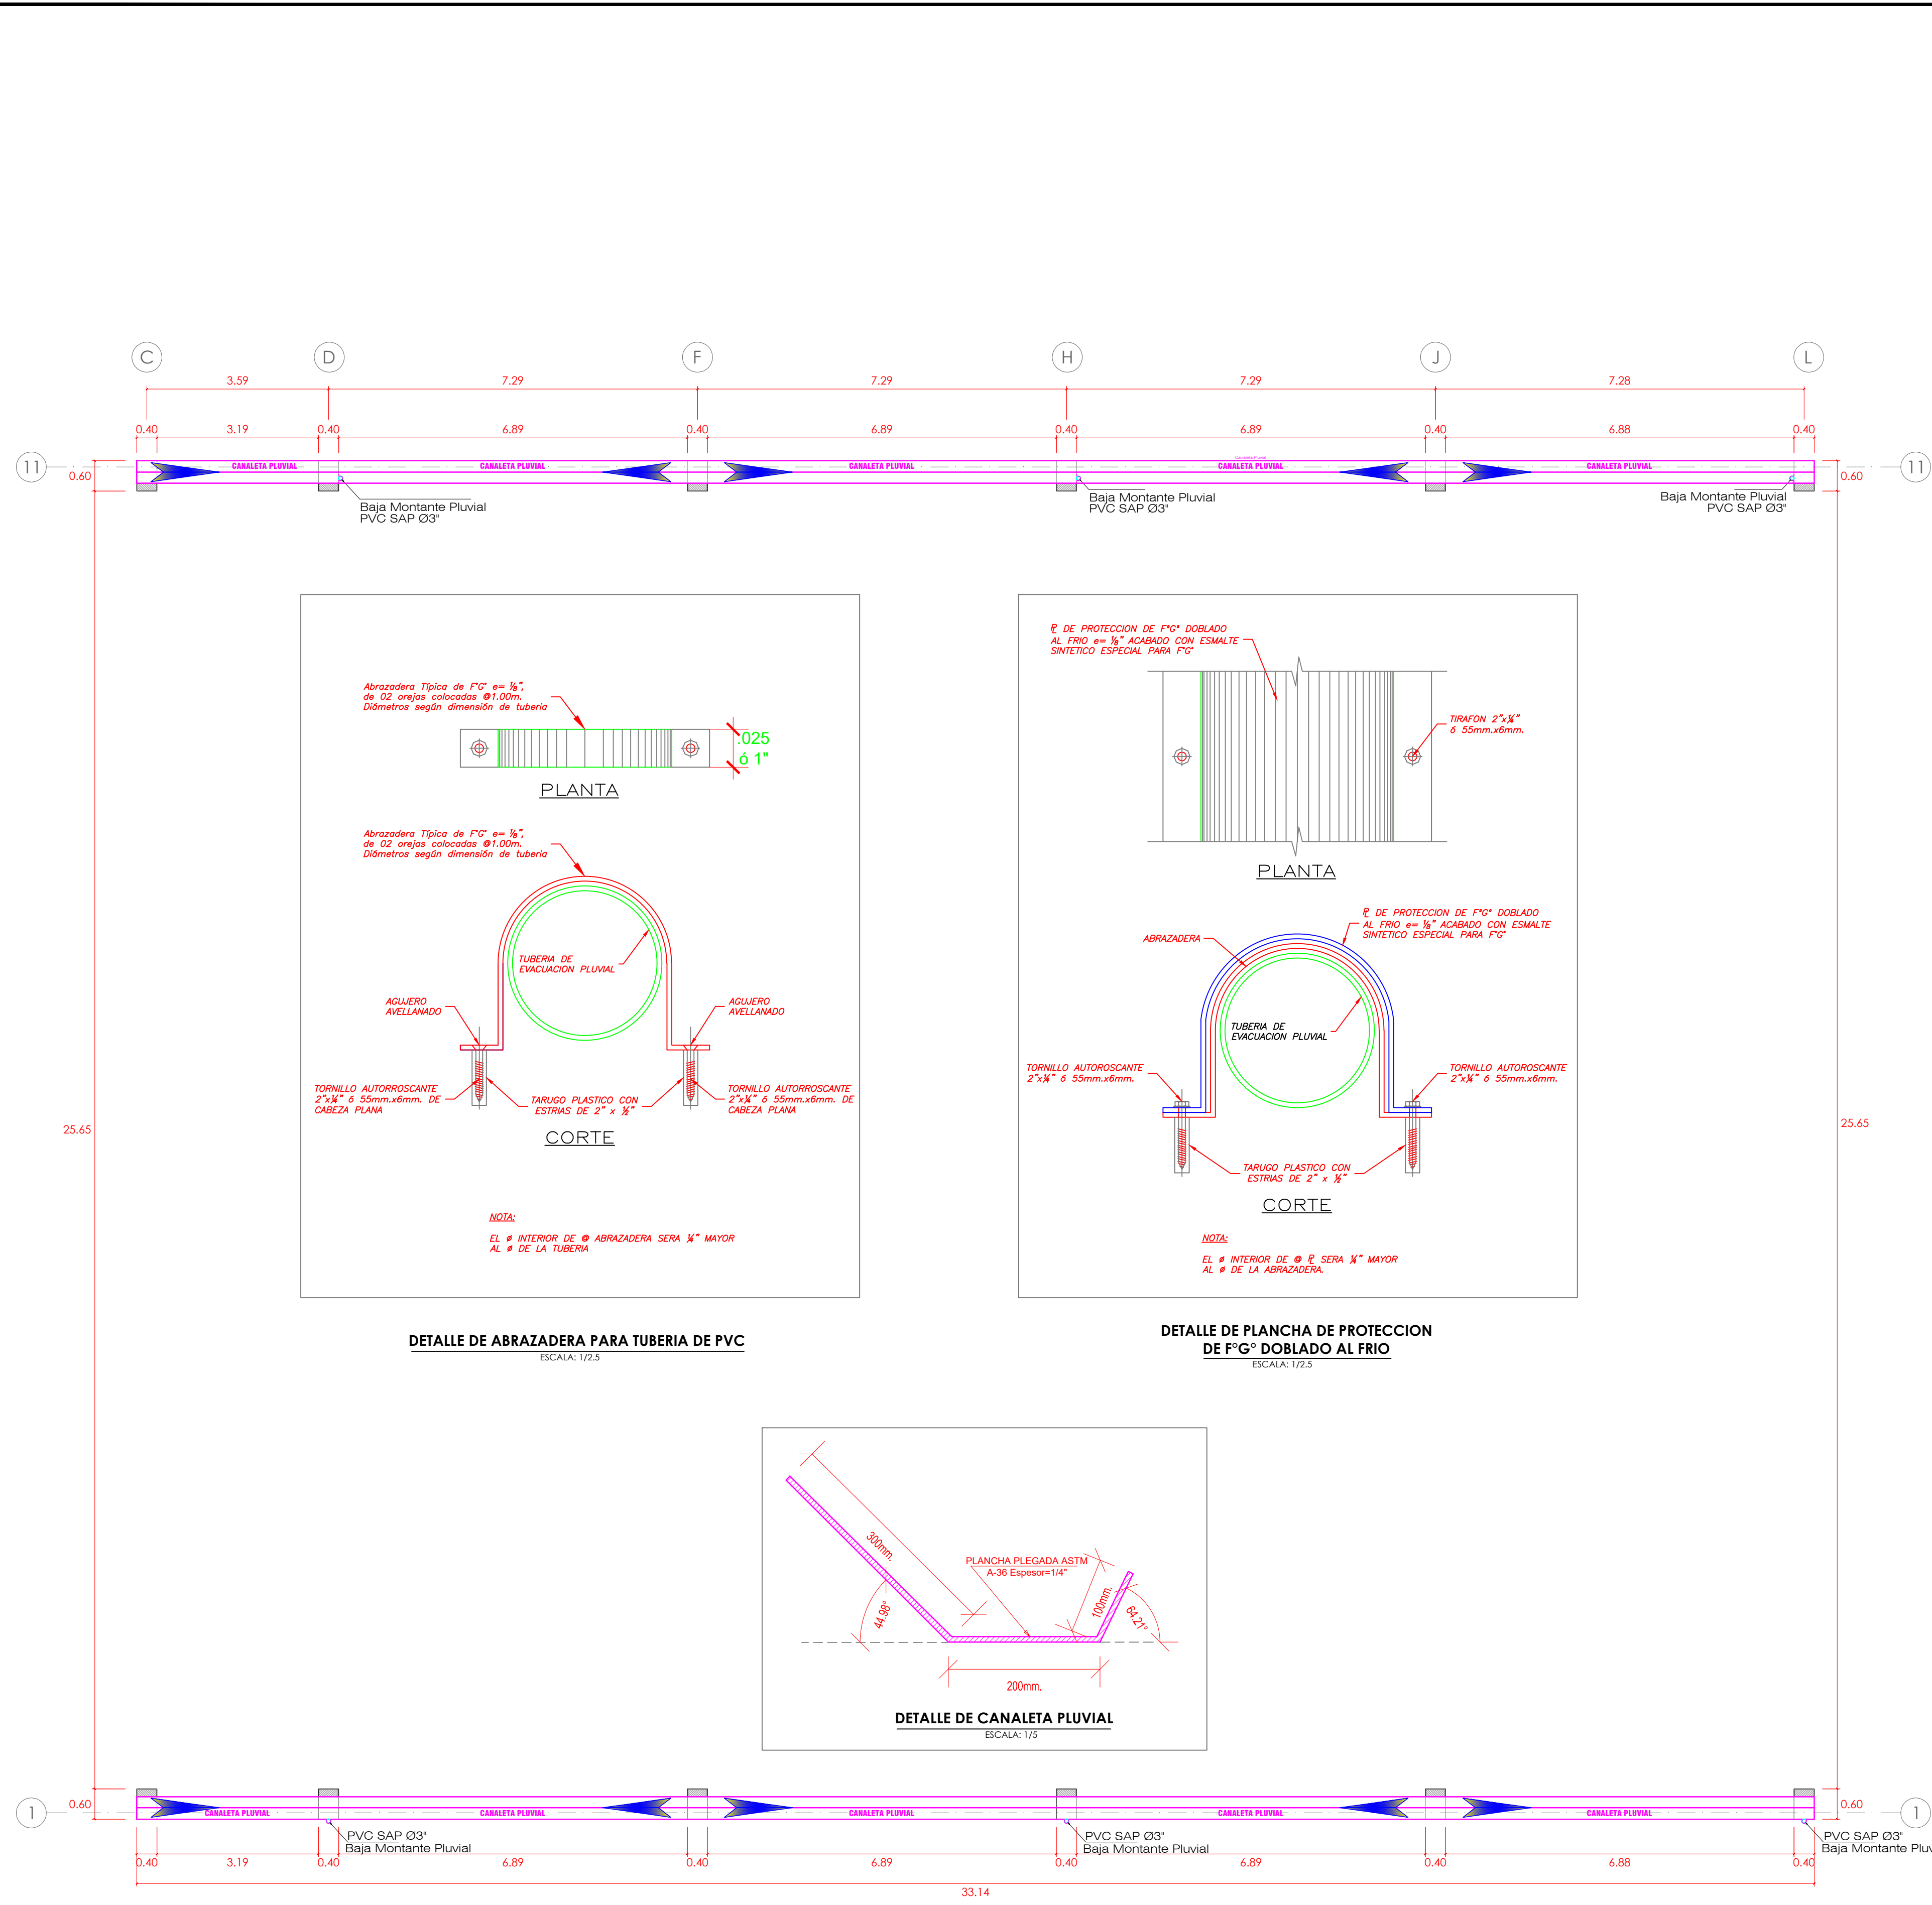 C
D
F
H
J
L
3.59
7.29
7.29
7.29
7.28
0.40
3.19
0.40
6.89
0.40
6.89
0.40
6.89
0.40
6.88
0.40
11
0.60
CANALETA PLUVIAL
CANALETA PLUVIAL
CANALETA PLUVIAL
Canaleta Pluvial
CANALETA PLUVIAL
CANALETA PLUVIAL
11
0.60
Baja Montante Pluvial
PVC SAP Ø3"
Baja Montante Pluvial
PVC SAP Ø3"
Baja Montante Pluvial
PVC SAP Ø3"
Abrazadera Típica de F°G° e= 1/8",
de 02 orejas colocadas @1.00m.
Diámetros según dimensión de tuberia
.025
ó 1"
PLANTA
Abrazadera Típica de F°G° e= 1/8",
de 02 orejas colocadas @1.00m.
Diámetros según dimensión de tuberia
TUBERIA DE
EVACUACION PLUVIAL
AGUJERO
AVELLANADO
AGUJERO
AVELLANADO
TORNILLO AUTORROSCANTE
2"x1/4" ó 55mm.x6mm. DE
CABEZA PLANA
TARUGO PLASTICO CON
ESTRIAS DE 2" x 1/2"
TORNILLO AUTORROSCANTE
2"x1/4" ó 55mm.x6mm. DE
CABEZA PLANA
CORTE
NOTA:
EL ø INTERIOR DE @ ABRAZADERA SERA 1/4" MAYOR
AL ø DE LA TUBERIA
DETALLE DE ABRAZADERA PARA TUBERIA DE PVC
ESCALA: 1/2.5
PL DE PROTECCION DE F°G° DOBLADO
AL FRIO e= 1/8" ACABADO CON ESMALTE
SINTETICO ESPECIAL PARA F°G°
TIRAFON 2"x1/4"
ó 55mm.x6mm.
PLANTA
PL DE PROTECCION DE F°G° DOBLADO
AL FRIO e= 1/8" ACABADO CON ESMALTE
SINTETICO ESPECIAL PARA F°G°
ABRAZADERA
TUBERIA DE
EVACUACION PLUVIAL
TORNILLO AUTOROSCANTE
2"x1/4" ó 55mm.x6mm.
TORNILLO AUTOROSCANTE
2"x1/4" ó 55mm.x6mm.
TARUGO PLASTICO CON
ESTRIAS DE 2" x 1/2"
CORTE
NOTA:
EL ø INTERIOR DE @ PL SERA 1/4" MAYOR
AL ø DE LA ABRAZADERA.
DETALLE DE PLANCHA DE PROTECCION
DE F°G° DOBLADO AL FRIO
ESCALA: 1/2.5
25.65
25.65
300mm.
PLANCHA PLEGADA ASTM
A-36 Espesor=1/4"
100mm.
44.98°
64.21°
200mm.
DETALLE DE CANALETA PLUVIAL
ESCALA: 1/5
1
0.60
CANALETA PLUVIAL
CANALETA PLUVIAL
CANALETA PLUVIAL
CANALETA PLUVIAL
CANALETA PLUVIAL
0.60
1
PVC SAP Ø3"
Baja Montante Pluvial
PVC SAP Ø3"
Baja Montante Pluvial
PVC SAP Ø3"
Baja Montante Pluv
0.40
3.19
0.40
6.89
0.40
6.89
0.40
6.89
0.40
6.88
0.40
33.14